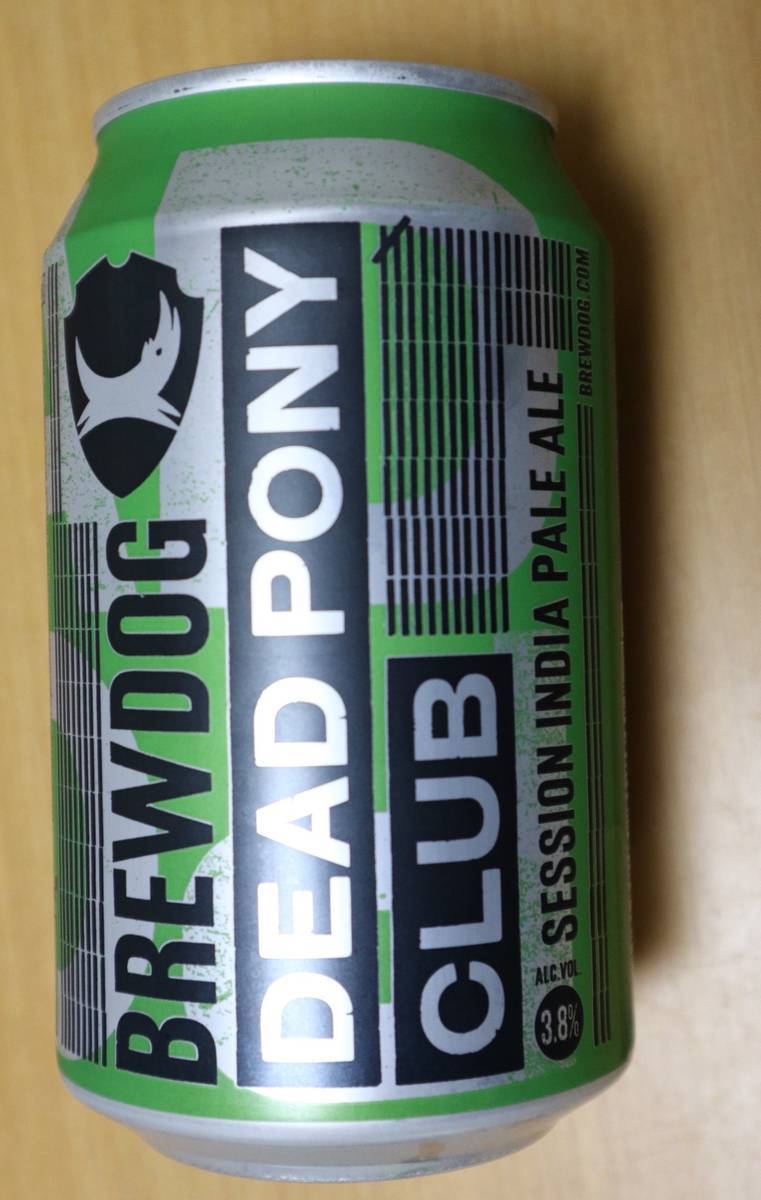 BREWDOG
DEAD PONY
CLUB
SESSION INDIA PALE ALE
ALC.VOL.
3.8%
BREWDOG.COM